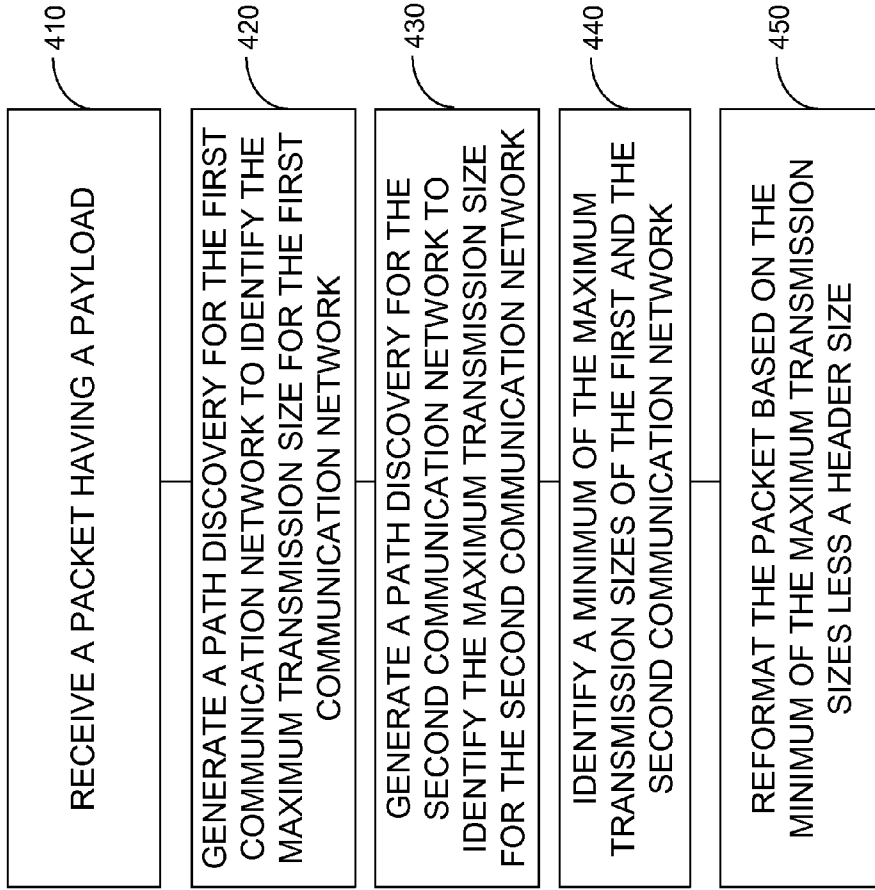 RECEIVE A PACKET HAVING A PAYLOAD
410
GENERATE A PATH DISCOVERY FOR THE FIRST
COMMUNICATION NETWORK TO IDENTIFY THE
MAXIMUM TRANSMISSION SIZE FOR THE FIRST
COMMUNICATION NETWORK
420
GENERATE A PATH DISCOVERY FOR THE
SECOND COMMUNICATION NETWORK TO
IDENTIFY THE MAXIMUM TRANSMISSION SIZE
FOR THE SECOND COMMUNICATION NETWORK
430
IDENTIFY A MINIMUM OF THE MAXIMUM
TRANSMISSION SIZES OF THE FIRST AND THE
SECOND COMMUNICATION NETWORK
440
REFORMAT THE PACKET BASED ON THE
MINIMUM OF THE MAXIMUM TRANSMISSION
SIZES LESS A HEADER SIZE
450